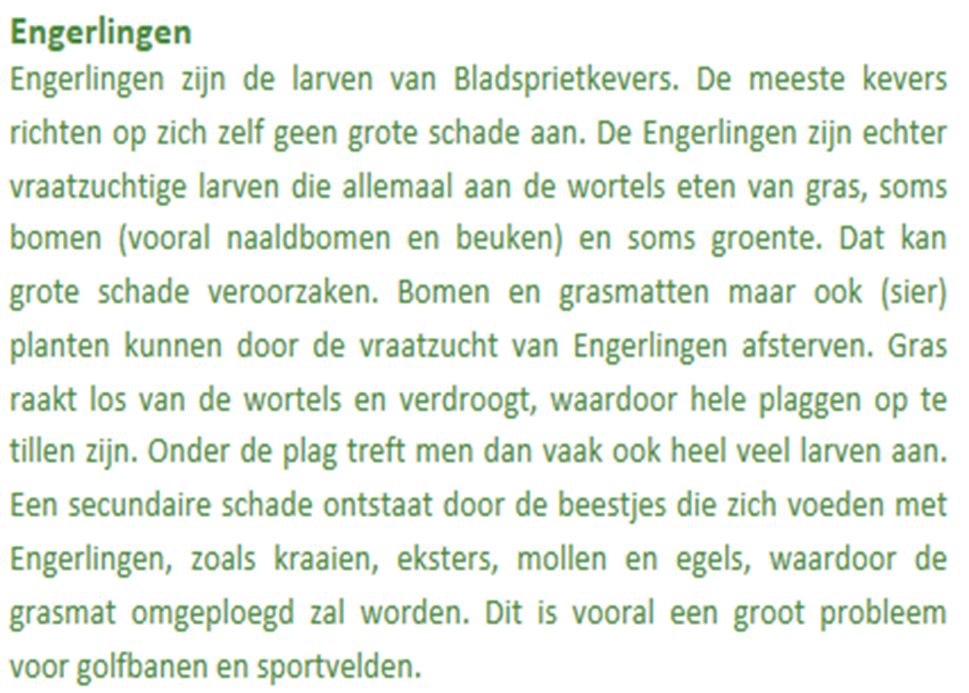 Engerlingen
Engerlingen zijn de larven van Bladsprietkevers. De meeste kevers
richten op zich zelf geen grote schade aan. De Engerlingen zijn echter
vraatzuchtige larven die allemaal aan de wortels eten van gras, soms
bomen (vooral naaldbomen en beuken) en soms groente. Dat kan
grote schade veroorzaken. Bomen en grasmatten maar ook (sier)
planten kunnen door de vraatzucht van Engerlingen afsterven. Gras
raakt los van de wortels en verdroogt, waardoor hele plaggen op te
tillen zijn. Onder de plag treft men dan vaak ook heel veel larven aan.
Een secundaire schade ontstaat door de beestjes die zich voeden met
Engerlingen, zoals kraaien, eksters, mollen en egels, waardoor de
grasmat omgeploegd zal worden. Dit is vooral een groot probleem
voor golfbanen en sportvelden.